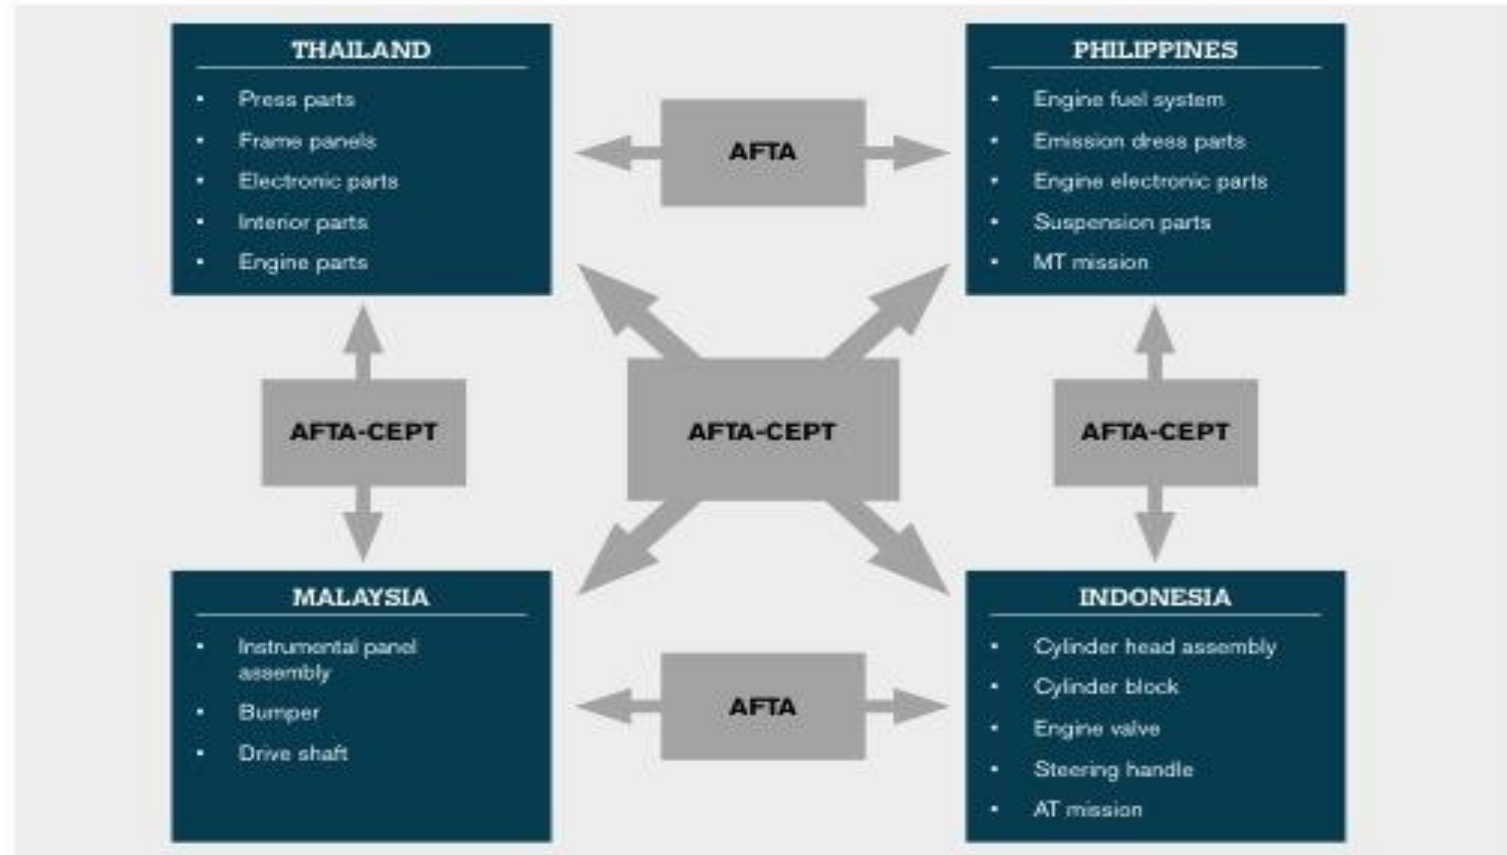 THAILAND
• Press parts
• Frame panels
• Electronic parts
• Interior parts
• Engine parts
AFTA
PHILIPPINES
• Engine fuel system
• Emission dress parts
• Engine electronic parts
• Suspension parts
• MT mission
AFTA-CEPT
AFTA-CEPT
AFTA-CEPT
MALAYSIA
• Instrumental panel
assembly
• Bumper
• Drive shaft
AFTA
INDONESIA
• Cylinder head assembly
• Cylinder block
• Engine valve
• Steering handle
• AT mission